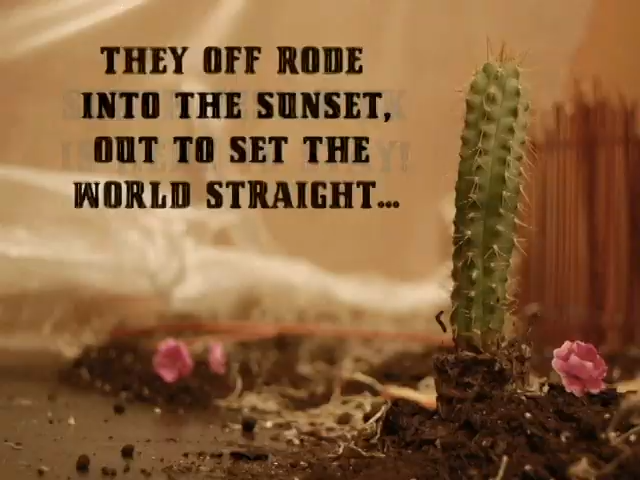 THEY OFF RODE
INTO THE SUNSET,
OUT TO SET THE
WORLD STRAIGHT...